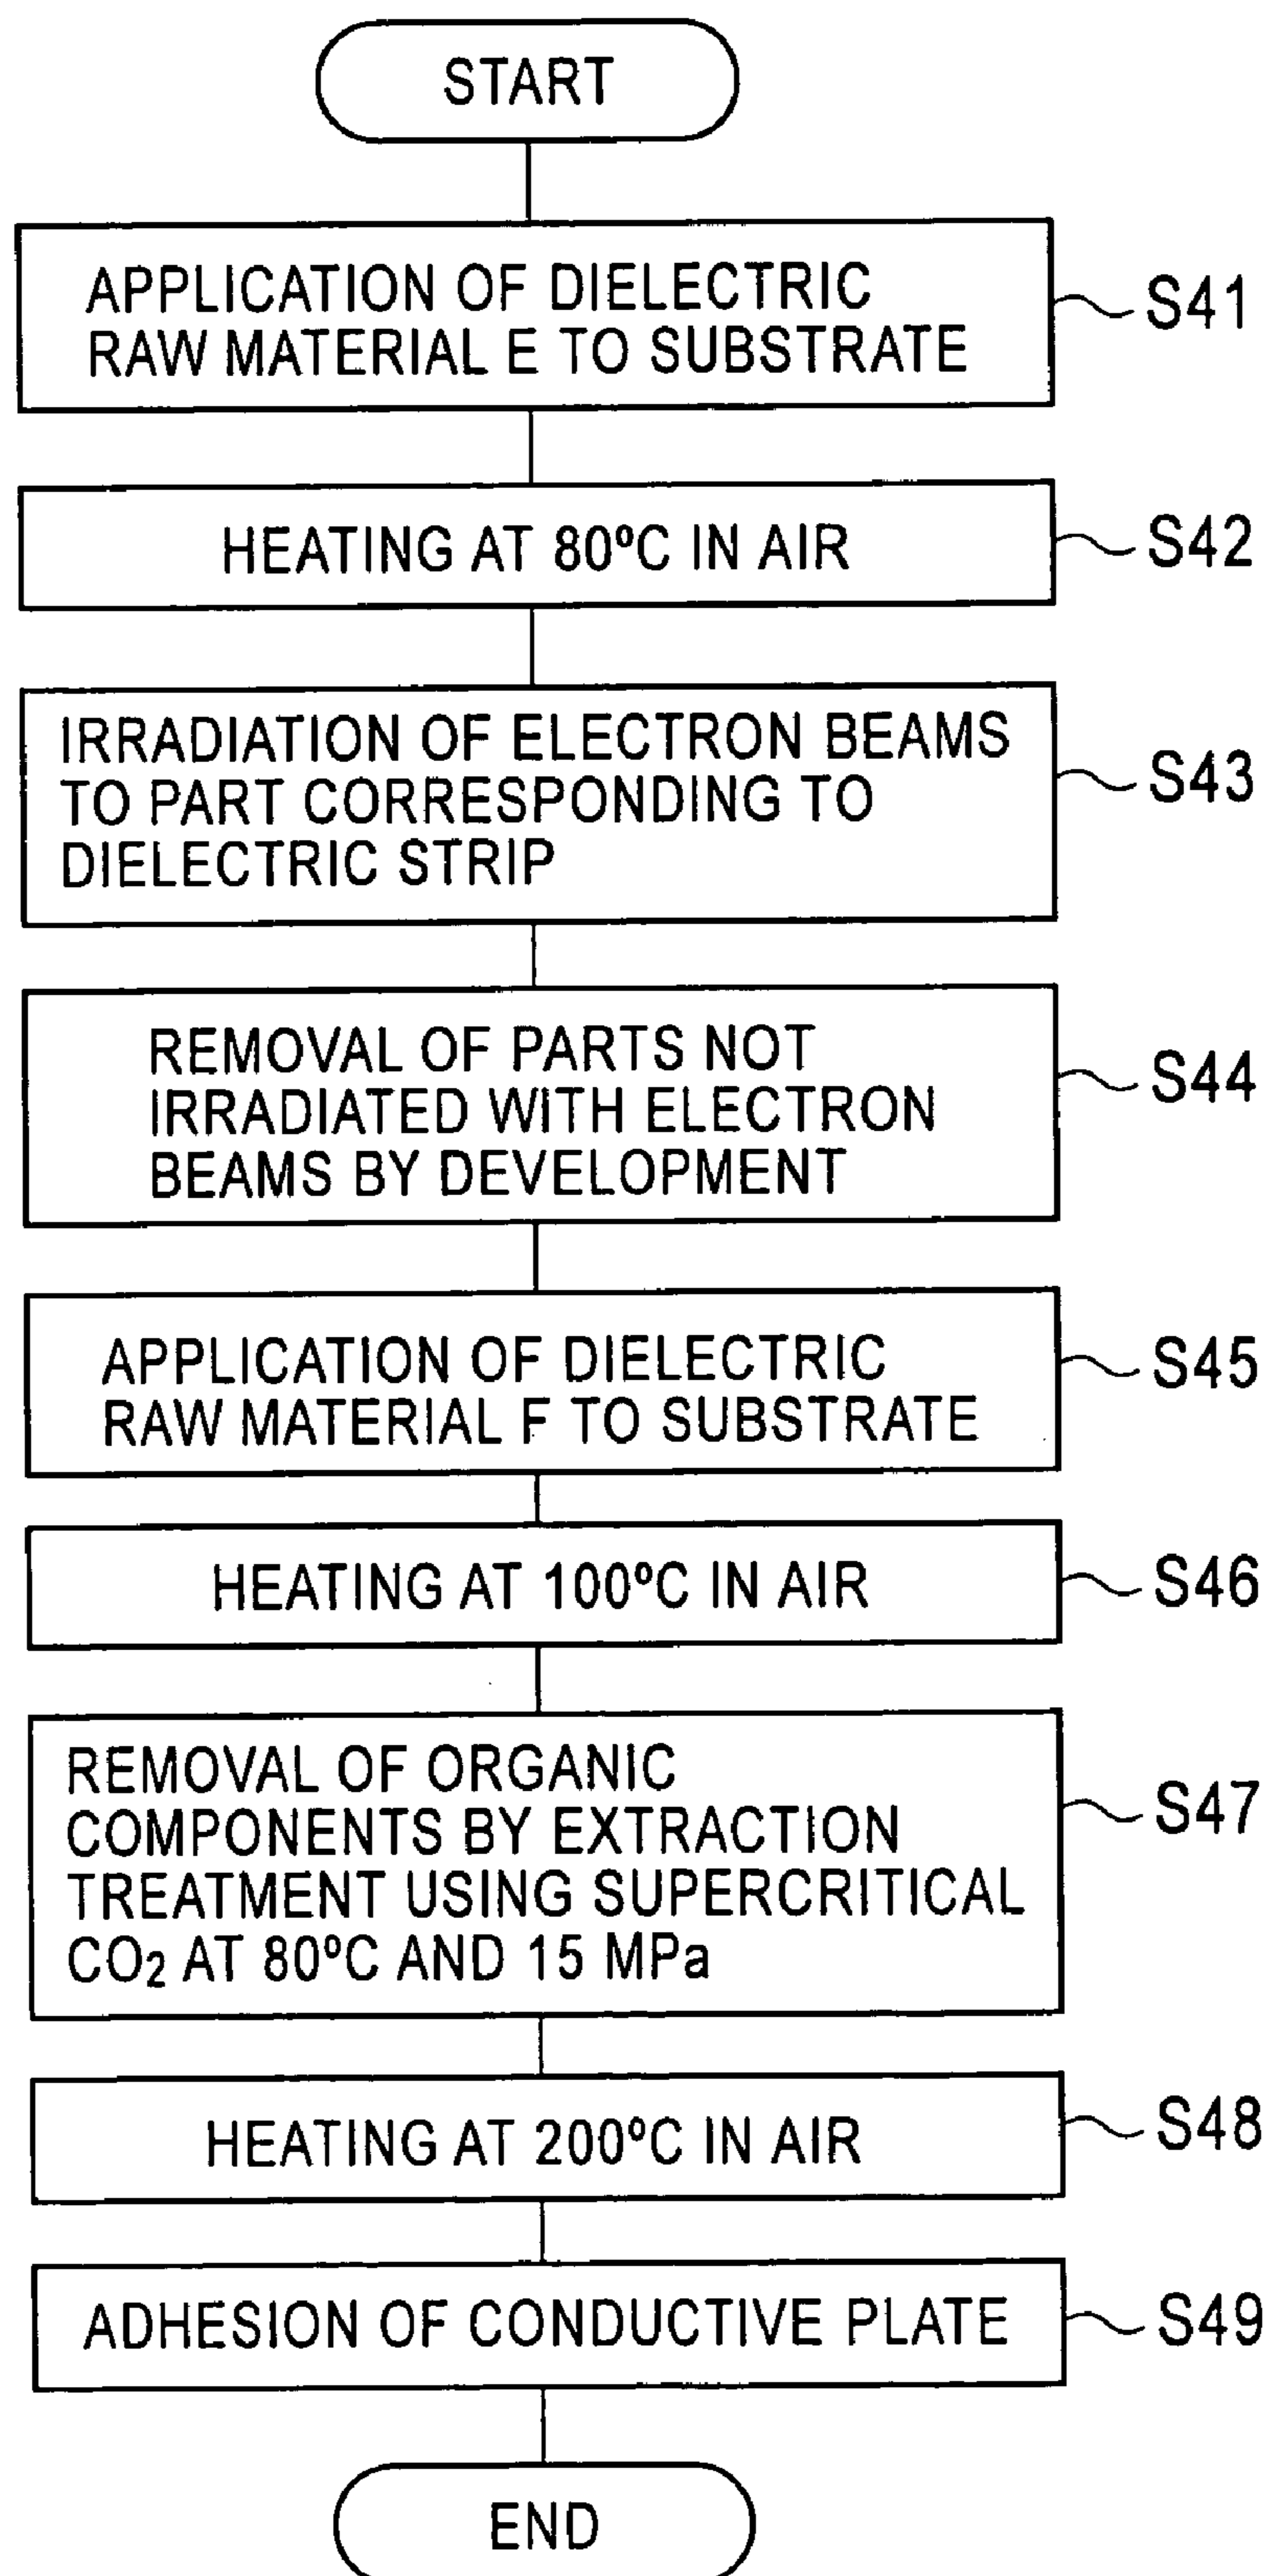 START
APPLICATION OF DIELECTRIC
RAW MATERIAL E TO SUBSTRATE
S41
HEATING AT 80ºC IN AIR
S42
IRRADIATION OF ELECTRON BEAMS
TO PART CORRESPONDING TO
DIELECTRIC STRIP
S43
REMOVAL OF PARTS NOT
IRRADIATED WITH ELECTRON
BEAMS BY DEVELOPMENT
S44
APPLICATION OF DIELECTRIC
RAW MATERIAL F TO SUBSTRATE
S45
HEATING AT 100ºC IN AIR
S46
REMOVAL OF ORGANIC
COMPONENTS BY EXTRACTION
TREATMENT USING SUPERCRITICAL
CO₂ AT 80ºC AND 15 MPa
S47
HEATING AT 200ºC IN AIR
S48
ADHESION OF CONDUCTIVE PLATE
S49
END